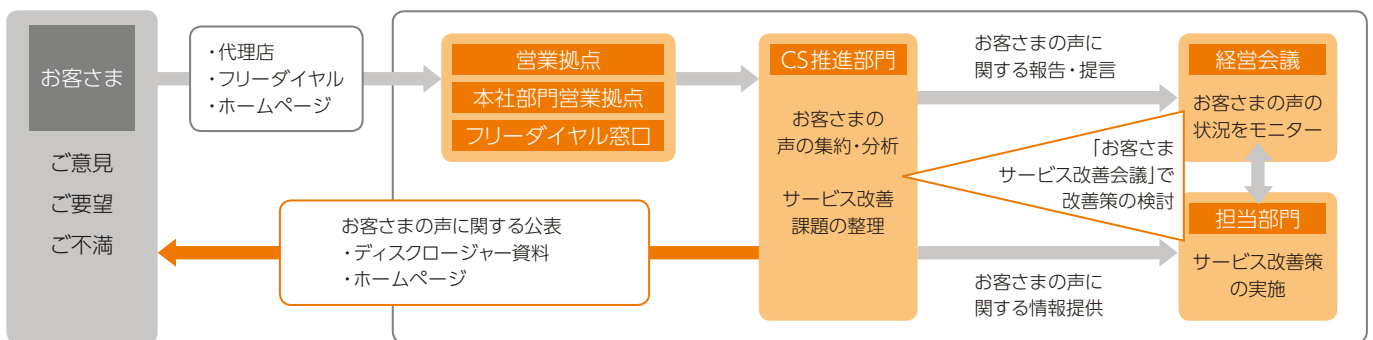 お客さま
ご意見
ご要望
ご不満
・代理店
・フリーダイヤル
・ホームページ
営業拠点
本社部門営業拠点
フリーダイヤル窓口
お客さまの声に関する公表
・ディスクロージャー資料
・ホームページ
CS推進部門
お客さまの
声の集約・分析
サービス改善
課題の整理
お客さまの声に
関する報告・提言
「お客さま
サービス改善会議」で
改善策の検討
お客さまの声に
関する情報提供
経営会議
お客さまの声の
状況をモニター
担当部門
サービス改善策
の実施